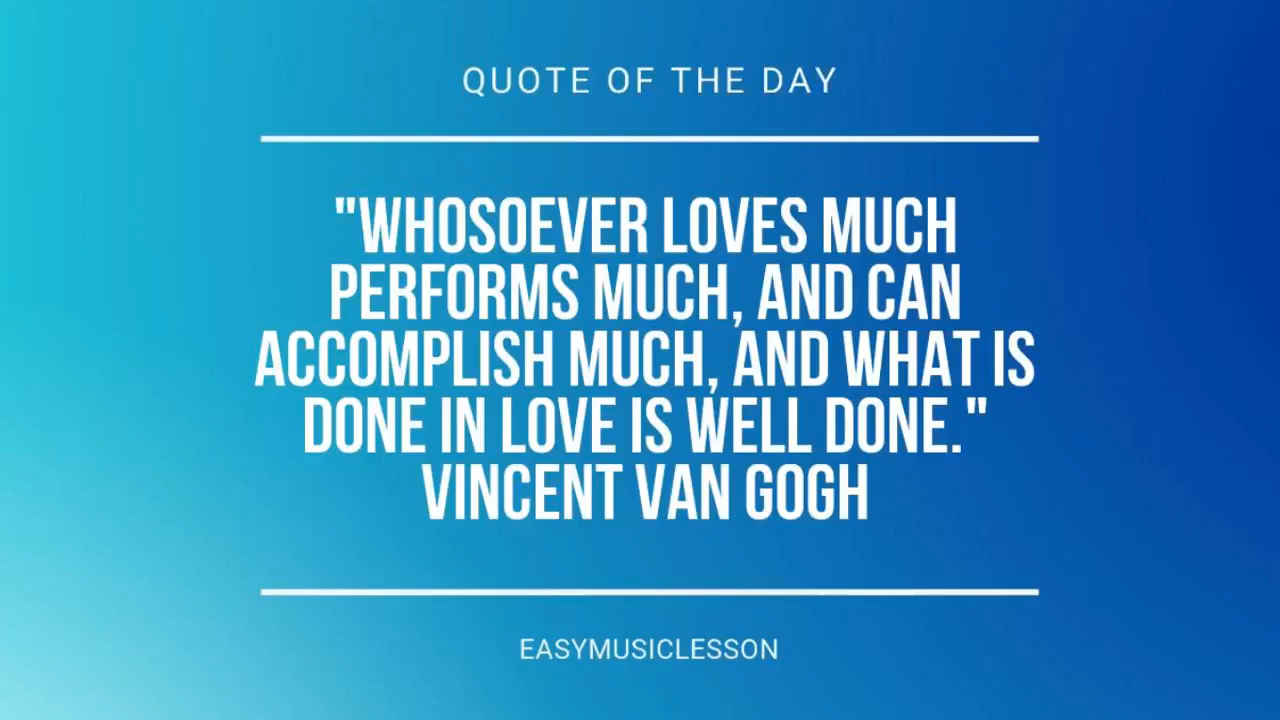 QUOTE OF THE DAY
"WHOSOEVER LOVES MUCH
PERFORMS MUCH, AND CAN
ACCOMPLISH MUCH, AND WHAT IS
DONE IN LOVE IS WELL DONE."
VINCENT VAN GOGH
EASYMUSICLESSON